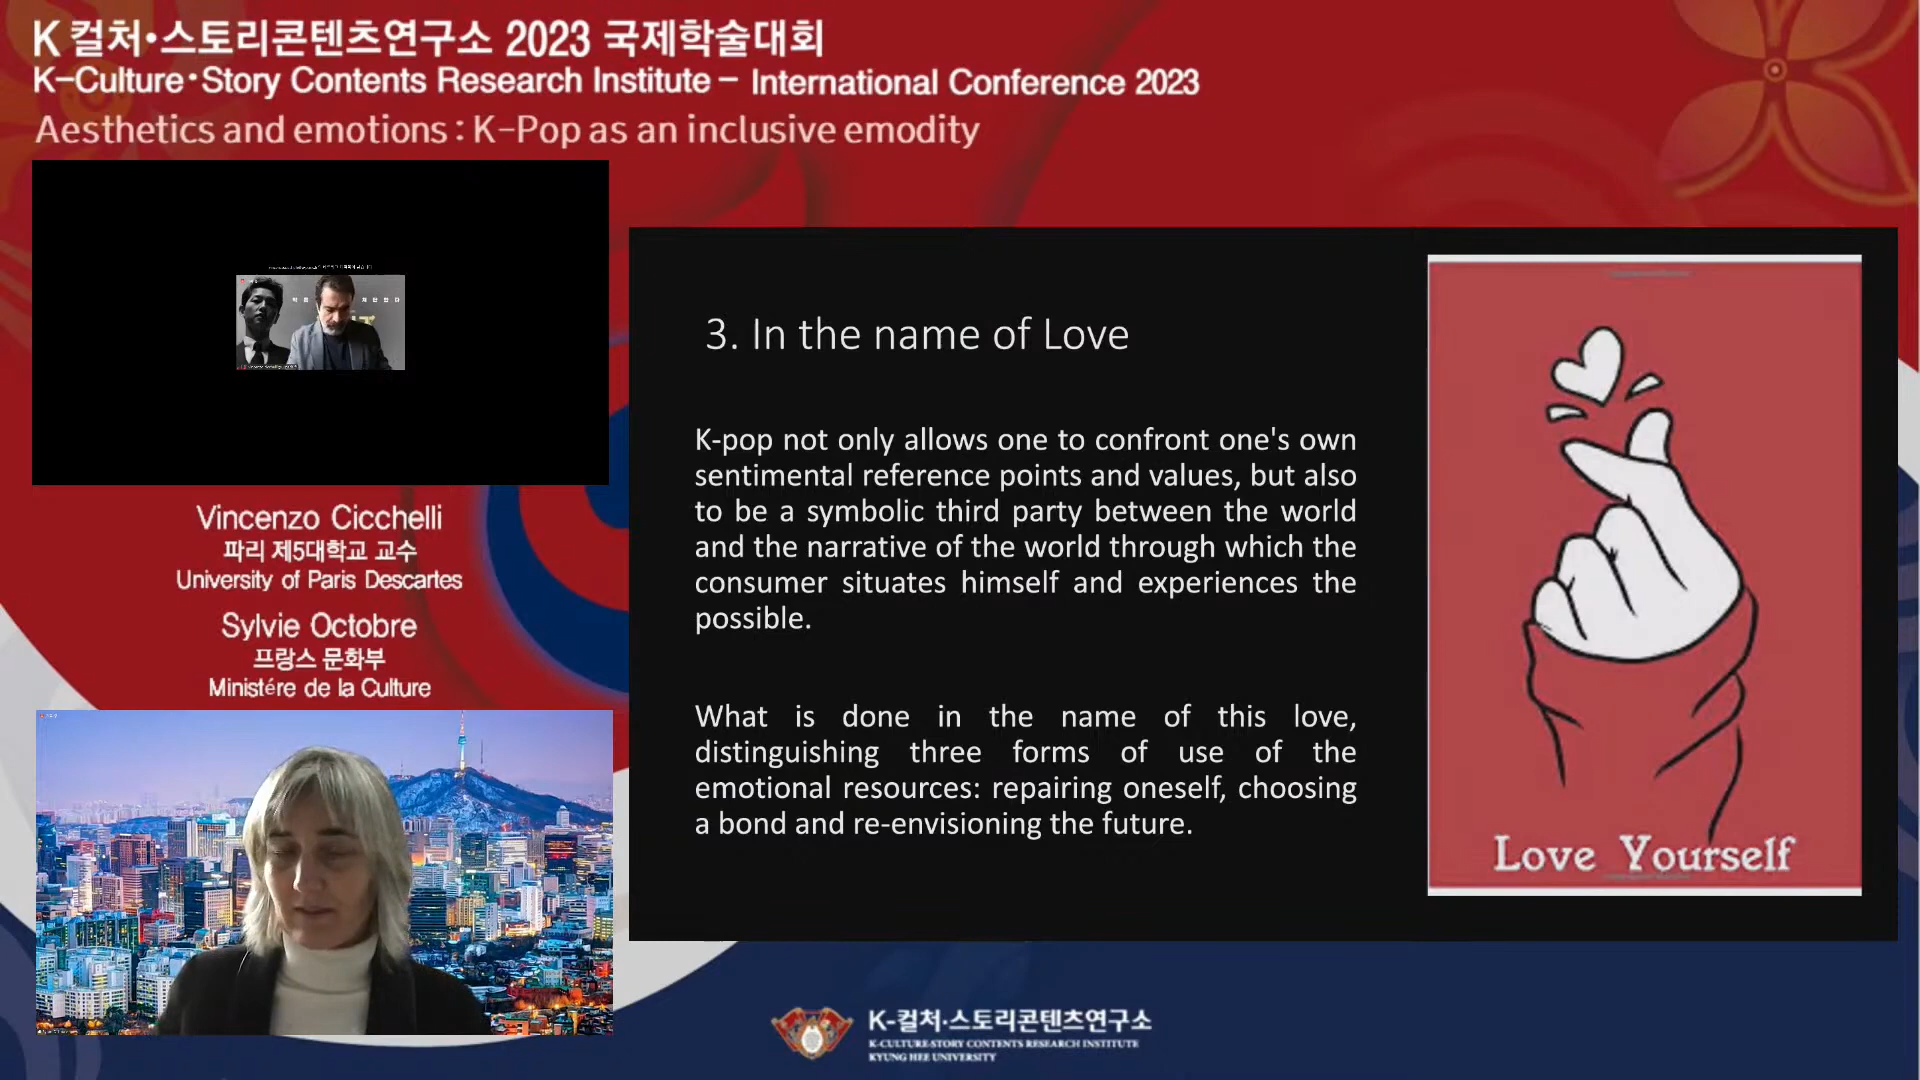 K 컬처•스토리콘텐츠연구소 2023 국제학술대회
K-Culture•Story Contents Research Institute - International Conference 2023
Aesthetics and emotions : K-Pop as an inclusive emodity
Vincenzo Cicchelli
파리 제5대학교 교수
University of Paris Descartes
Sylvie Octobre
프랑스 문화부
Ministére de la Culture
3. In the name of Love
K-pop not only allows one to confront one's own
sentimental reference points and values, but also
to be a symbolic third party between the world
and the narrative of the world through which the
consumer situates himself and experiences the
possible.
What is done in the name of this love,
distinguishing three forms of use of the
emotional resources: repairing oneself, choosing
a bond and re-envisioning the future.
Love Yourself
K-컬처•스토리콘텐츠연구소
K-CULTURE•STORY CONTENTS RESEARCH INSTITUTE
KYUNG HEE UNIVERSITY